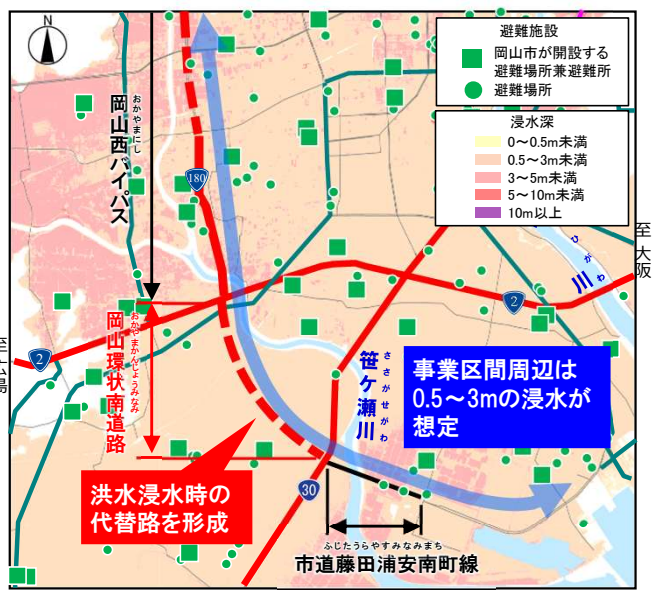 N
避難施設
岡山市が開設する
避難場所兼避難所
避難場所
浸水深
0～0.5m未満
0.5～3m未満
3～5m未満
5～10m未満
10m以上
おかやまにし
岡山西バイパス
180
至 大阪
ひがわ
川
2
2
至 広島
おかやまかんじょうみなみ
岡山環状南道路
ささがせがわ
笹ケ瀬川
事業区間周辺は
0.5～3mの浸水が
想定
洪水浸水時の
代替路を形成
30
ふじたうらやすみなみまち
市道藤田浦安南町線